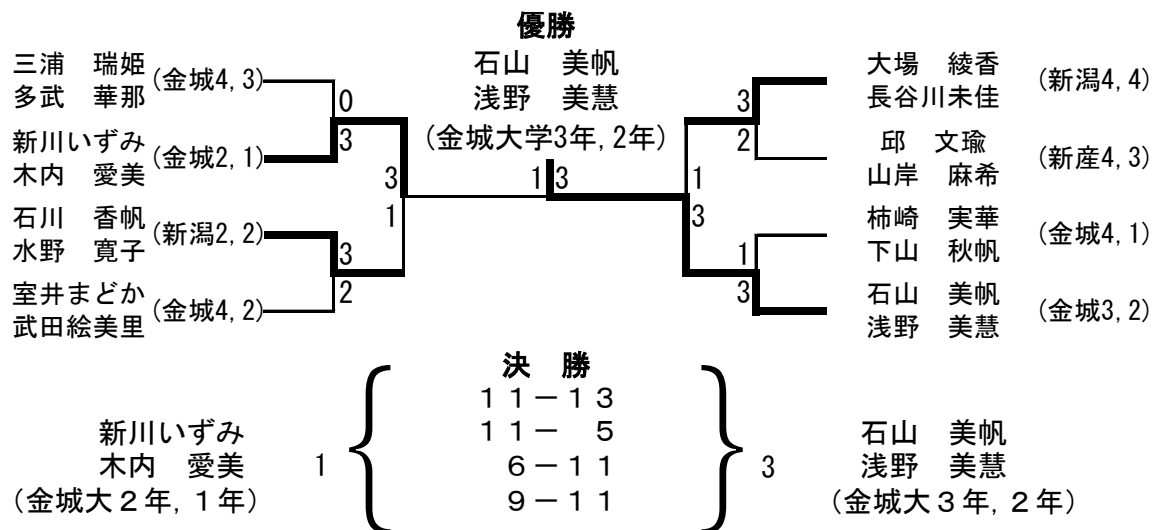 優勝
石山　美帆
浅野　美慧
(金城大学3年, 2年)
三浦　瑞姫
多武　華那
(金城4, 3)
0
新川いずみ
木内　愛美
(金城2, 1)
3
3
石川　香帆
水野　寛子
(新潟2, 2)
1
3
室井まどか
武田絵美里
(金城4, 2)
2
1 3
大場　綾香
長谷川未佳
(新潟4, 4)
3
邱　文瑜
山岸　麻希
(新産4, 3)
2
1
柿崎　実華
下山　秋帆
(金城4, 1)
3
1
石山　美帆
浅野　美慧
(金城3, 2)
3
決　勝
１１－１３
１１－　５
６－１１
９－１１
新川いずみ
木内　愛美
(金城大２年, １年)
1
3
石山　美帆
浅野　美慧
(金城大３年, ２年)